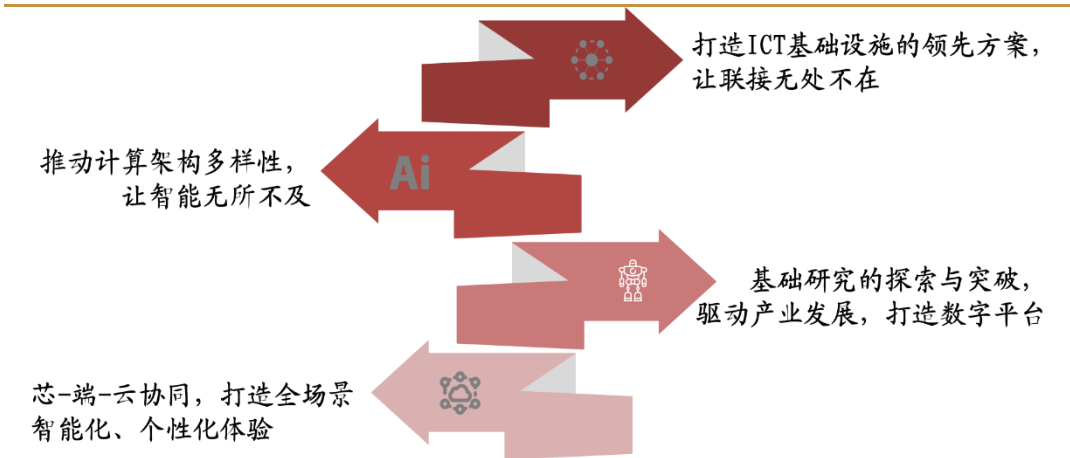 打造ICT基础设施的领先方案，
让联接无处不在
推动计算架构多样性，
让智能无所不及
Ai
基础研究的探索与突破，
驱动产业发展，打造数字平台
芯-端-云协同，打造全场景
智能化、个性化体验